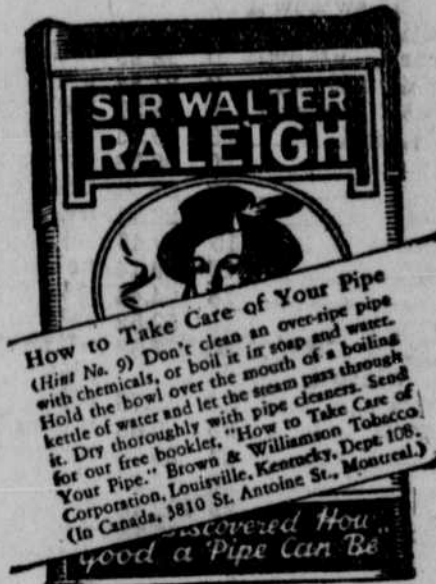 SIR WALTER
RALEIGH
How to Take Care of Your Pipe
(Hint No. 9) Don't clean an over-ripe pipe
with chemicals, or boil it in soap and water.
Hold the bowl over the mouth of a boiling
kettle of water and let the steam pass through
it. Dry thoroughly with pipe cleaners. Send
for our free booklet, "How to Take Care of
Your Pipe." Brown & Williamson Tobacco
Corporation, Louisville, Kentucky, Dept. 108.
(In Canada, 3810 St. Antoine St., Montreal.)
How
good a Pipe Can Be